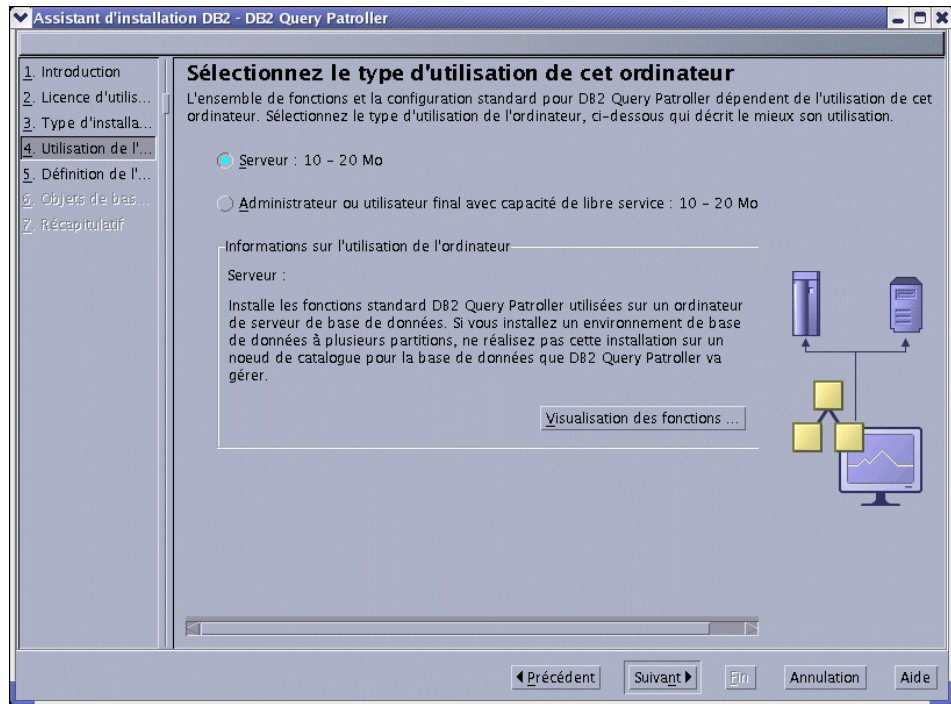 Assistant d'installation DB2 - DB2 Query Patroller
1. Introduction
2. Licence d'utilis...
3. Type d'installa...
4. Utilisation de l'...
5. Définition de l'...
6. Objets de bas...
7. Récapitulatif
Sélectionnez le type d'utilisation de cet ordinateur
L'ensemble de fonctions et la configuration standard pour DB2 Query Patroller dépendent de l'utilisation de cet
ordinateur. Sélectionnez le type d'utilisation de l'ordinateur, ci-dessous qui décrit le mieux son utilisation.
Serveur : 10 - 20 Mo
Administrateur ou utilisateur final avec capacité de libre service : 10 - 20 Mo
Informations sur l'utilisation de l'ordinateur
Serveur :
Installe les fonctions standard DB2 Query Patroller utilisées sur un ordinateur
de serveur de base de données. Si vous installez un environnement de base
de données à plusieurs partitions, ne réalisez pas cette installation sur un
noeud de catalogue pour la base de données que DB2 Query Patroller va
gérer.
Visualisation des fonctions ...
Précédent
Suivant
Fin
Annulation
Aide